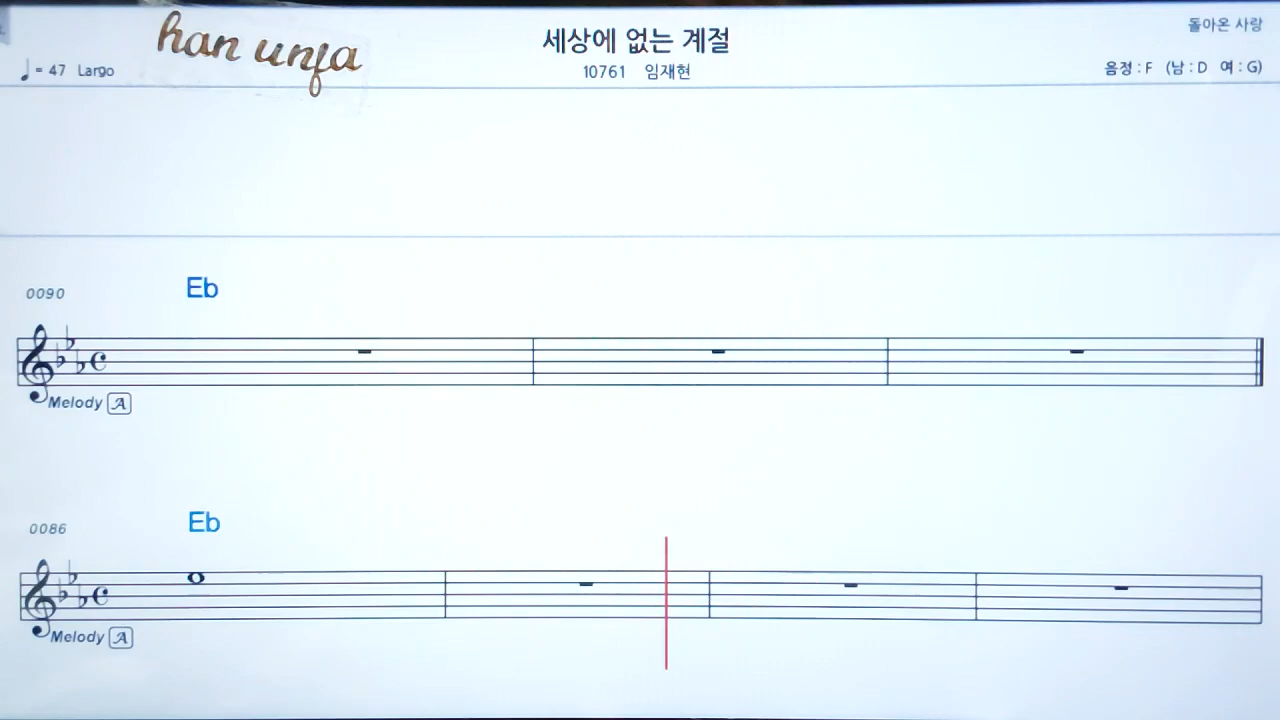 han unja
세상에 없는 계절
돌아온 사랑
♩= 47 Largo
10761 임재현
음정 : F (남 : D 여 : G)
0090
Eb
Melody A
0086
Eb
Melody A